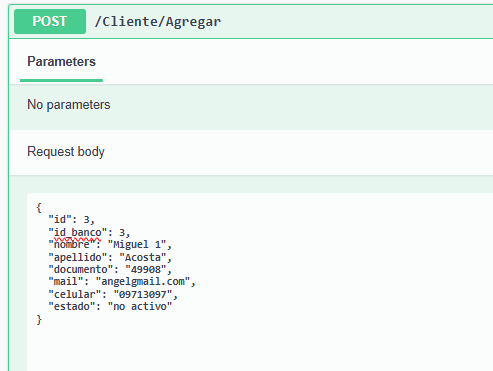 POST /Cliente/Agregar
Parameters
No parameters
Request body
{
"id": 3,
"id_banco": 3,
"nombre": "Miguel 1",
"apellido": "Acosta",
"documento": "49908",
"mail": "angelgmail.com",
"celular": "09713097",
"estado": "no activo"
}